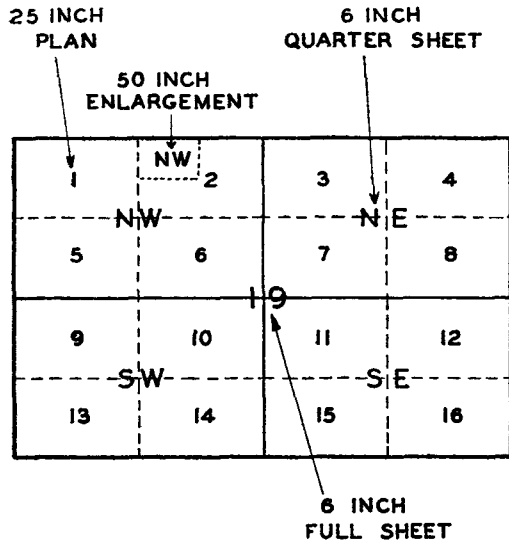 25 INCH
PLAN
6 INCH
QUARTER SHEET
50 INCH
ENLARGEMENT
NW
1 2 3 4
NW NE
5 6 7 8
19
9 10 11 12
SW SE
13 14 15 16
6 INCH
FULL SHEET